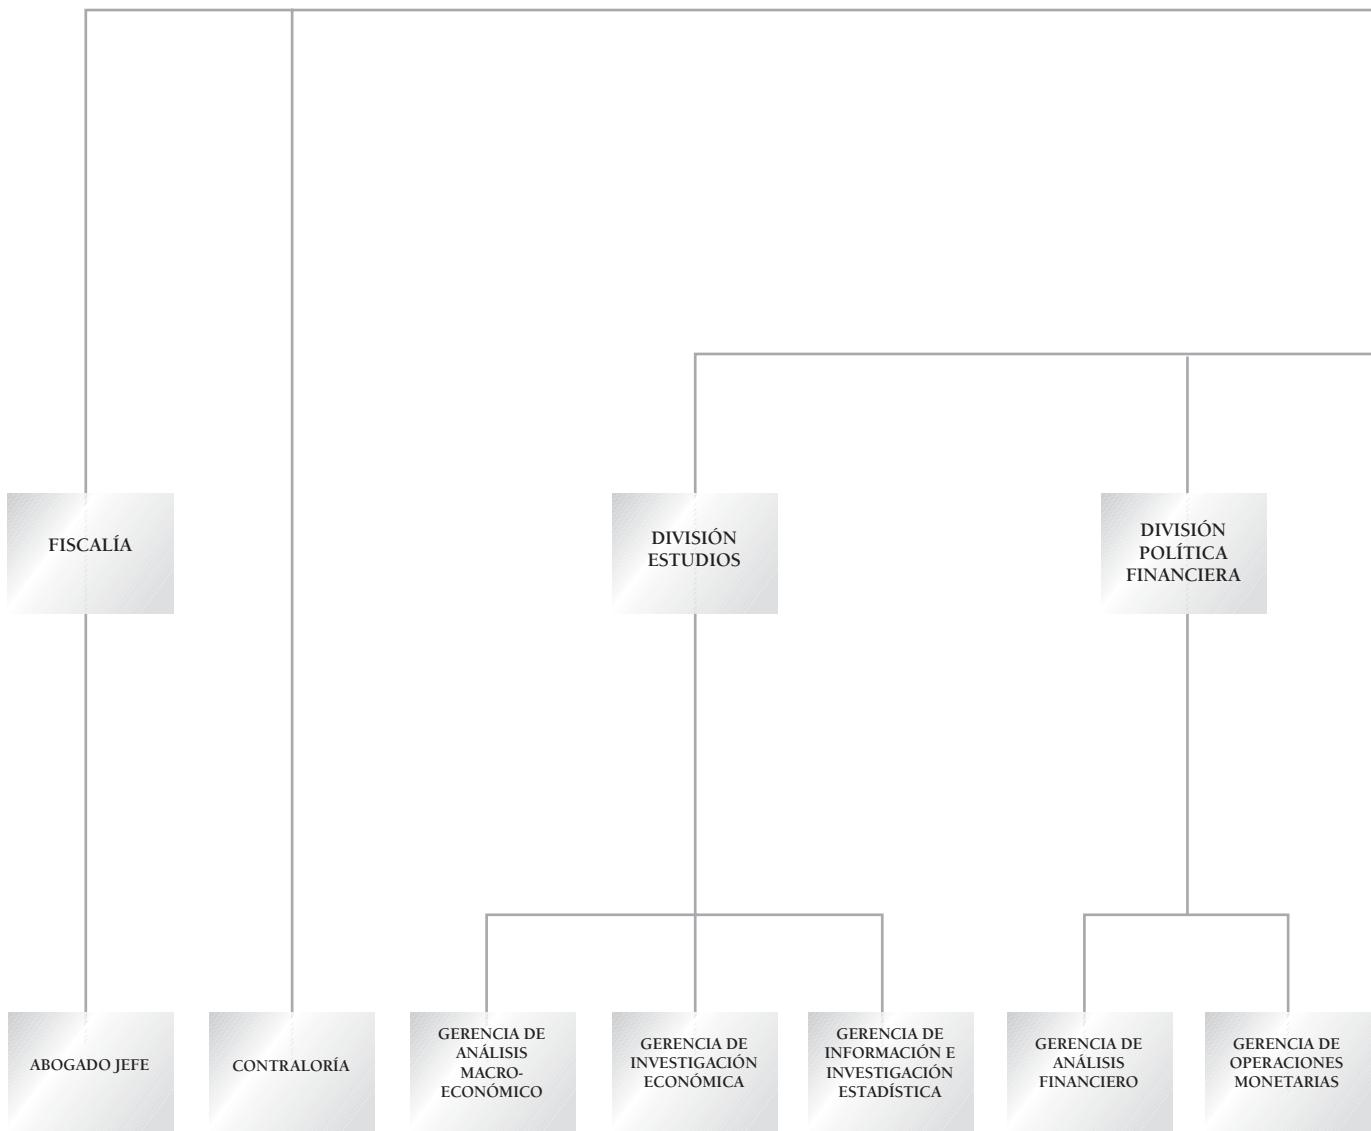 FISCALÍA
DIVISIÓN
ESTUDIOS
DIVISIÓN
POLÍTICA
FINANCIERA
ABOGADO JEFE
CONTRALORÍA
GERENCIA DE
ANÁLISIS
MACRO-
ECONÓMICO
GERENCIA DE
INVESTIGACIÓN
ECONÓMICA
GERENCIA DE
INFORMACIÓN E
INVESTIGACIÓN
ESTADÍSTICA
GERENCIA DE
ANÁLISIS
FINANCIERO
GERENCIA DE
OPERACIONES
MONETARIAS